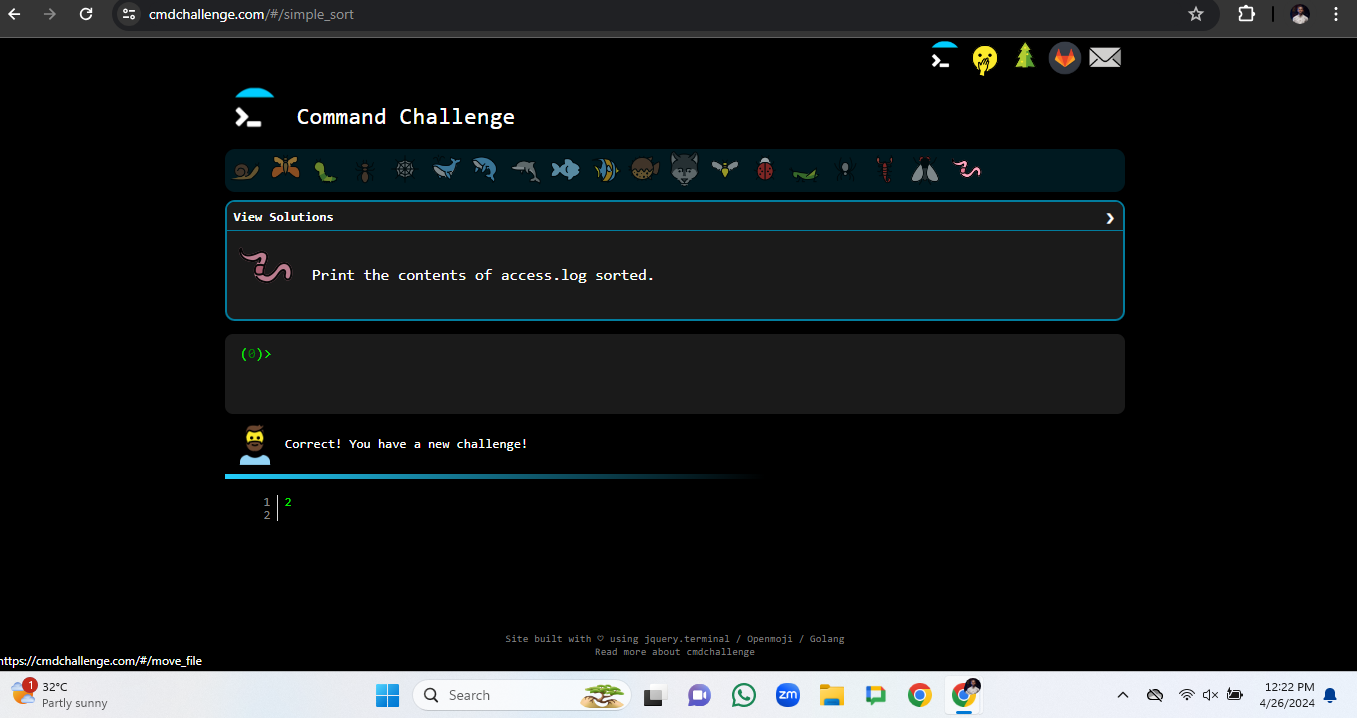 cmdchallenge.com/#/simple_sort
Command Challenge
View Solutions ❯
Print the contents of access.log sorted.
(0)>
Correct! You have a new challenge!
1 2
2
Site built with ♡ using jquery.terminal / Openmoji / Golang
Read more about cmdchallenge
https://cmdchallenge.com/#/move_file
1
32°C
Partly sunny
Search
zm
12:22 PM
4/26/2024